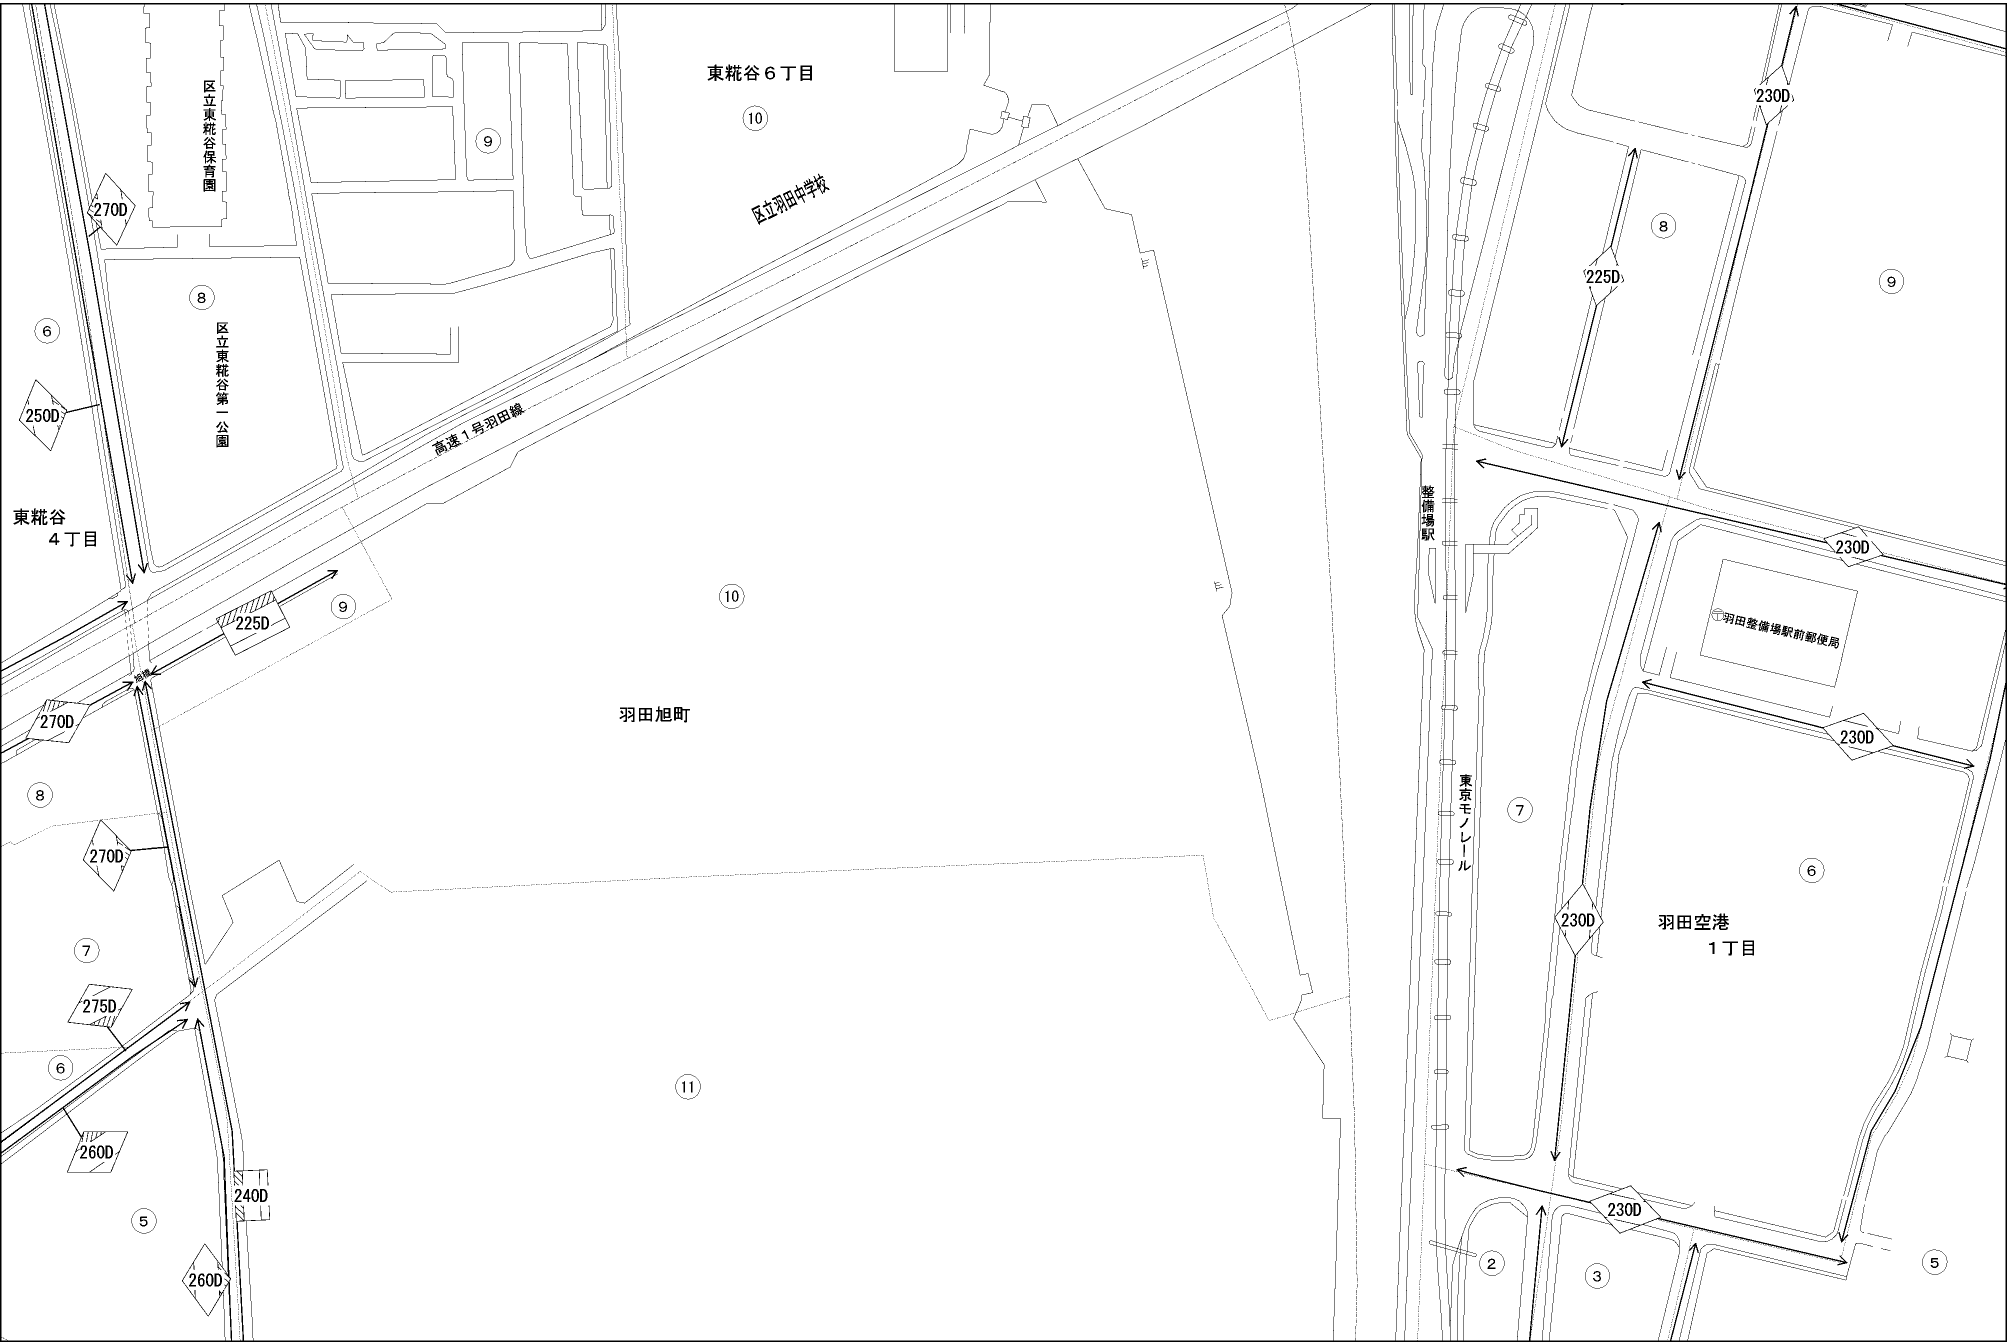 東糀谷６丁目
⑩
区立羽田中学校
区立東糀谷保育園
⑨
270D
⑧
区立東糀谷第一公園
⑥
250D
東糀谷
４丁目
高速１号羽田線
225D
⑨
旭橋
270D
⑧
270D
⑦
275D
⑥
260D
⑤
240D
260D
⑩
羽田旭町
⑪
230D
225D
⑧
⑨
整備場駅
230D
〒羽田整備場駅前郵便局
230D
東京モノレール
⑦
⑥
230D
羽田空港
１丁目
230D
②
③
⑤